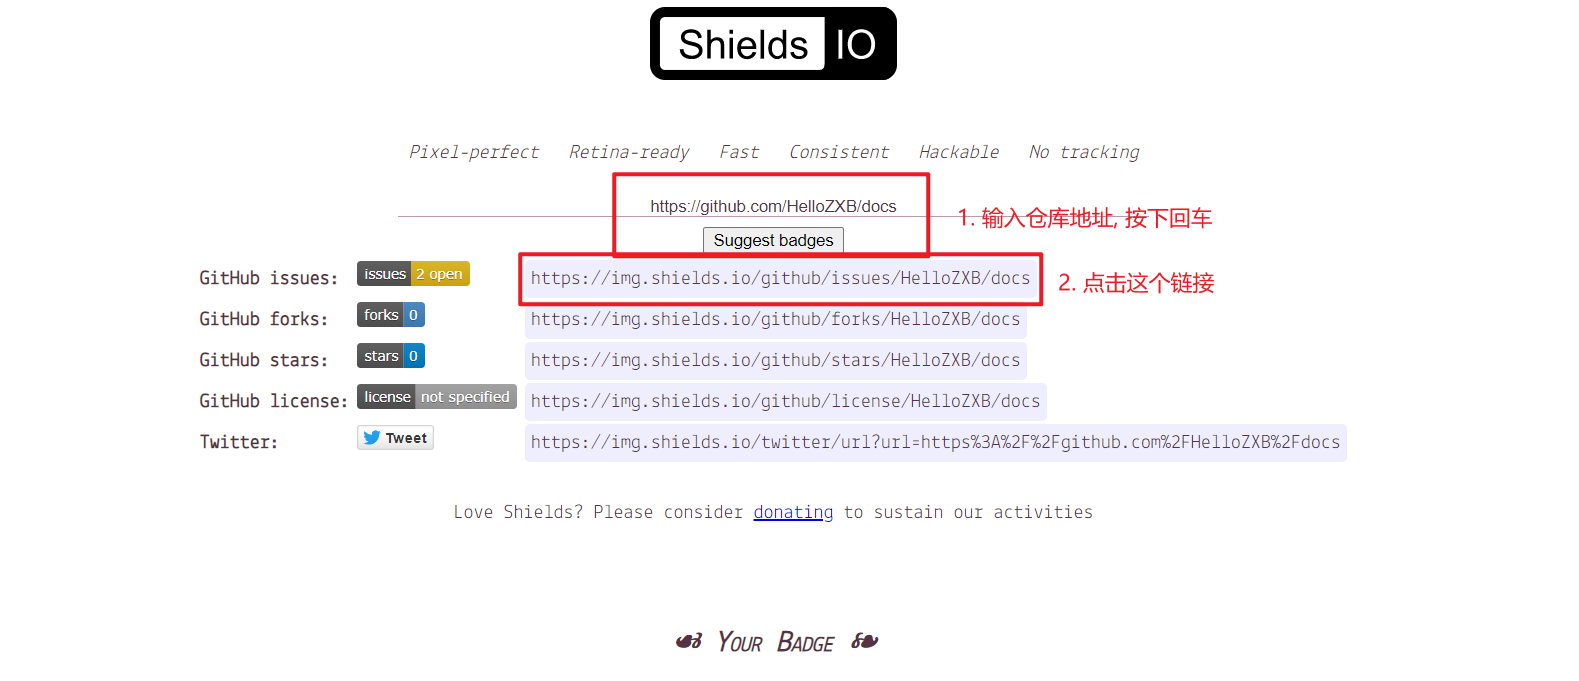 Shields IO
Pixel-perfect Retina-ready Fast Consistent Hackable No tracking
https://github.com/HelloZXB/docs
1. 输入仓库地址, 按下回车
Suggest badges
GitHub issues: issues 2 open https://img.shields.io/github/issues/HelloZXB/docs
2. 点击这个链接
GitHub forks: forks 0 https://img.shields.io/github/forks/HelloZXB/docs
GitHub stars: stars 0 https://img.shields.io/github/stars/HelloZXB/docs
GitHub license: license not specified https://img.shields.io/github/license/HelloZXB/docs
Twitter: Tweet https://img.shields.io/twitter/url?url=https%3A%2F%2Fgithub.com%2FHelloZXB%2Fdocs
Love Shields? Please consider donating to sustain our activities
☙ Your Badge ❧